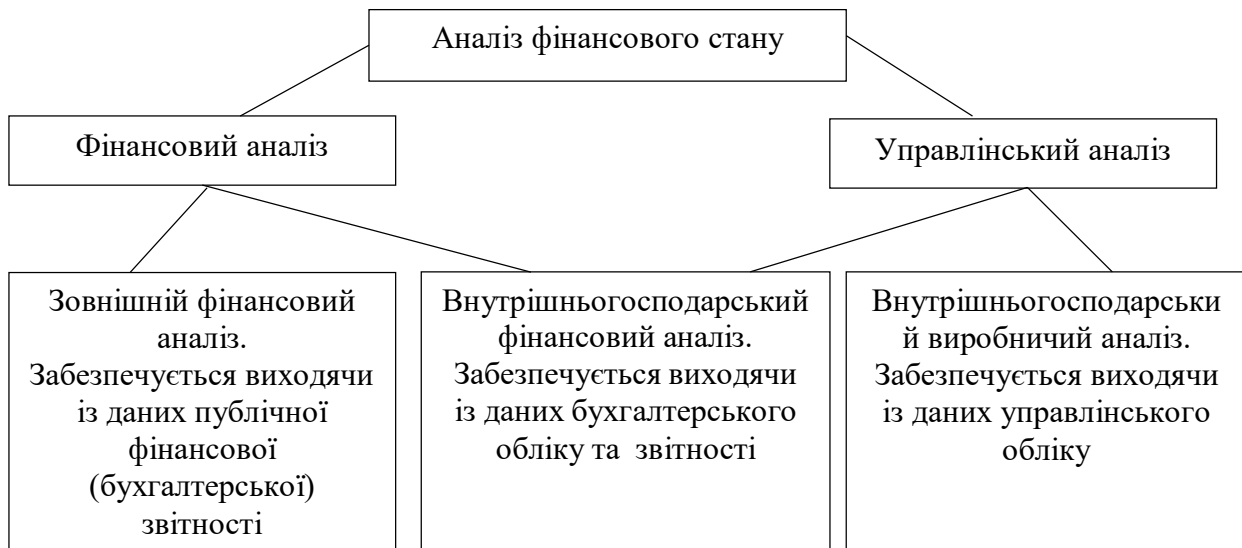 Аналіз фінансового стану
Фінансовий аналіз
Управлінський аналіз
Зовнішній фінансовий
аналіз.
Забезпечується виходячи
із даних публічної
фінансової
(бухгалтерської)
звітності
Внутрішньогосподарський
фінансовий аналіз.
Забезпечується виходячи
із даних бухгалтерського
обліку та звітності
Внутрішньогосподарськи
й виробничий аналіз.
Забезпечується виходячи
із даних управлінського
обліку